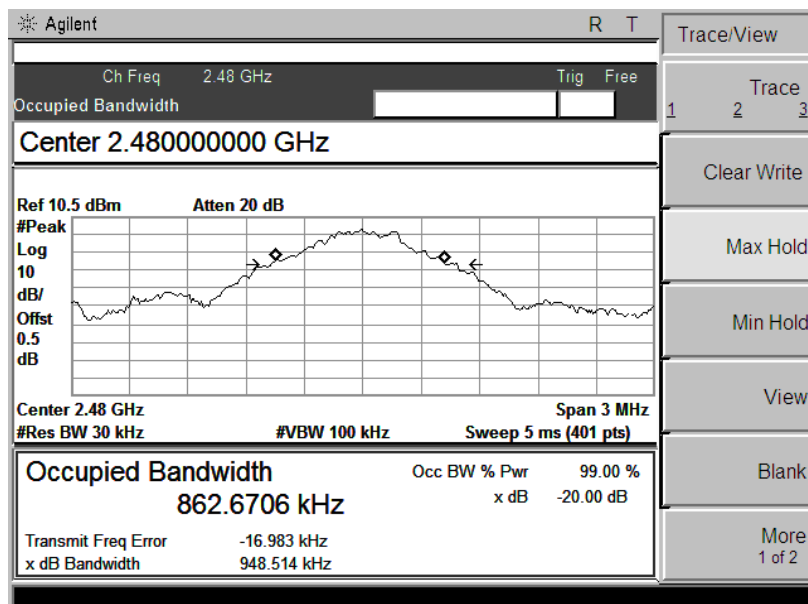 Agilent R T
Trace/View
Ch Freq 2.48 GHz Trig Free
Occupied Bandwidth
Trace
1 2 3
Center 2.480000000 GHz
Clear Write
Ref 10.5 dBm Atten 20 dB
#Peak
Log
10
dB/
Offst
0.5
dB
Max Hold
Min Hold
View
Center 2.48 GHz Span 3 MHz
#Res BW 30 kHz #VBW 100 kHz Sweep 5 ms (401 pts)
Blank
Occupied Bandwidth Occ BW % Pwr 99.00 %
862.6706 kHz x dB -20.00 dB
Transmit Freq Error -16.983 kHz
x dB Bandwidth 948.514 kHz
More
1 of 2